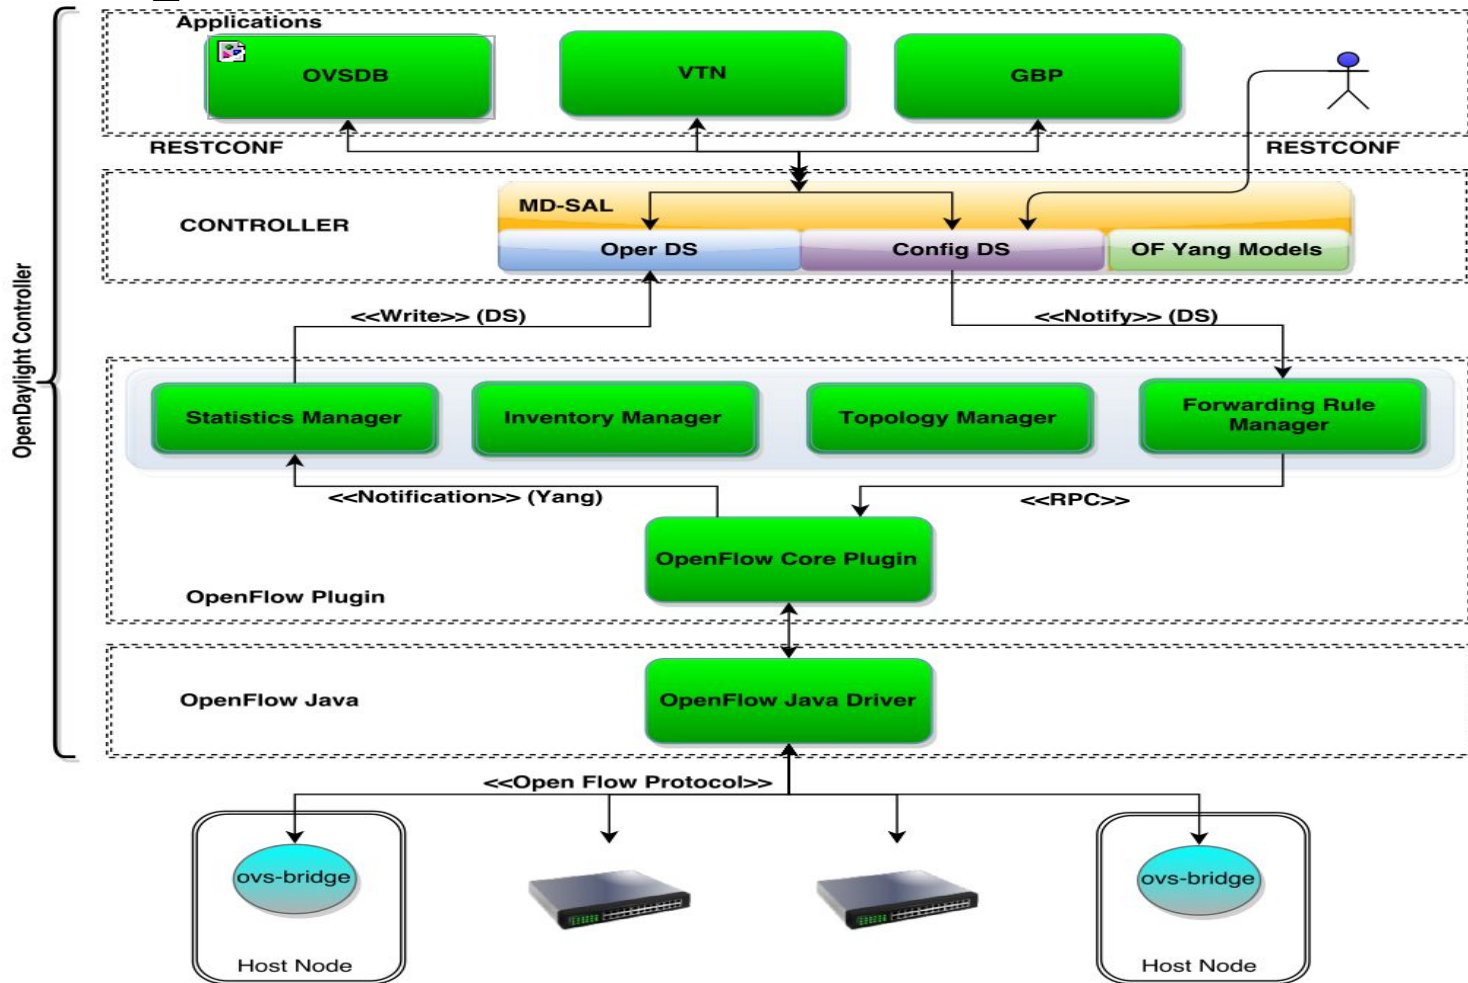 Applications
OVSDB
VTN
GBP
RESTCONF
RESTCONF
CONTROLLER
MD-SAL
Oper DS
Config DS
OF Yang Models
OpenDaylight Controller
<<Write>> (DS)
<<Notify>> (DS)
Statistics Manager
Inventory Manager
Topology Manager
Forwarding Rule
Manager
<<Notification>> (Yang)
<<RPC>>
OpenFlow Core Plugin
OpenFlow Plugin
OpenFlow Java
OpenFlow Java Driver
<<Open Flow Protocol>>
ovs-bridge
ovs-bridge
Host Node
Host Node